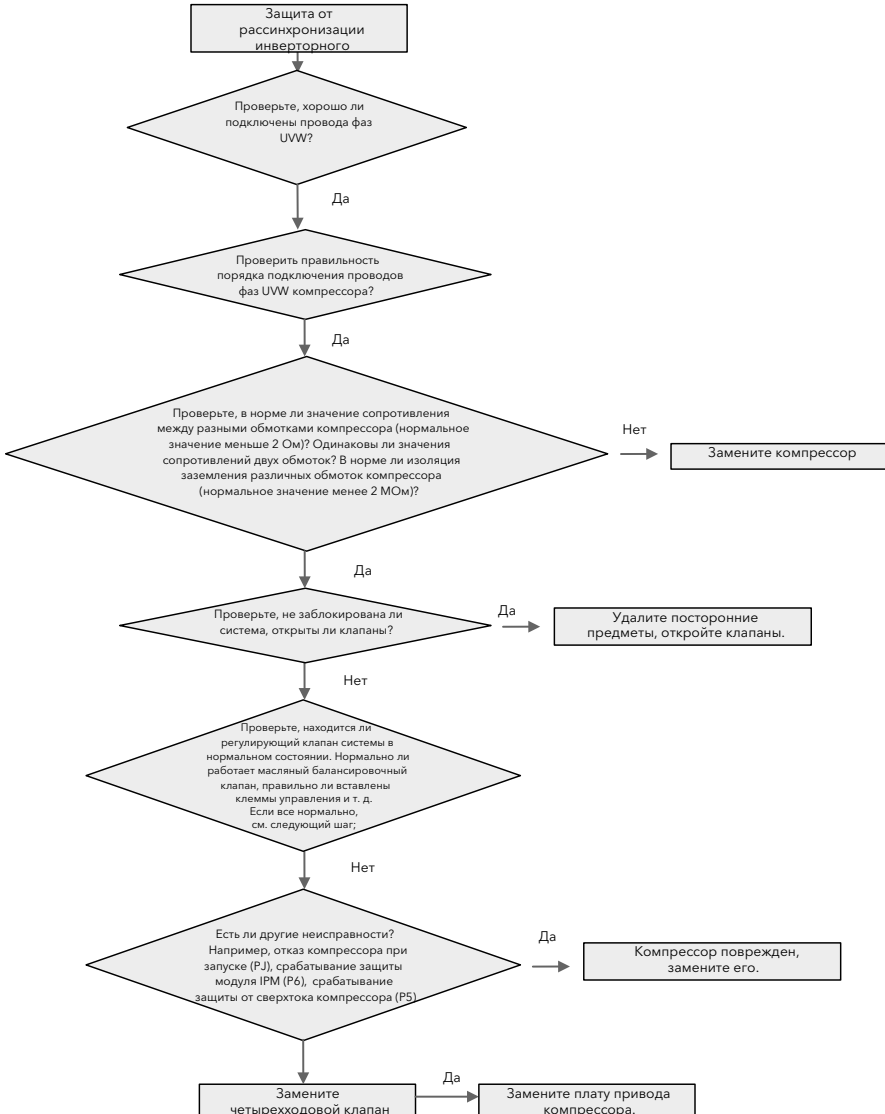 Защита от
рассинхронизации
инверторного
Проверьте, хорошо ли
подключены провода фаз
UVW?
Да
Проверить правильность
порядка подключения проводов
фаз UVW компрессора?
Да
Проверьте, в норме ли значение сопротивления
между разными обмотками компрессора (нормальное
значение меньше 2 Ом)? Одинаковы ли значения
сопротивлений двух обмоток? В норме ли изоляция
заземления различных обмоток компрессора
(нормальное значение менее 2 МОм)?
Нет
Замените компрессор
Да
Проверьте, не заблокирована ли
система, открыты ли клапаны?
Да
Удалите посторонние
предметы, откройте клапаны.
Нет
Проверьте, находится ли
регулирующий клапан системы в
нормальном состоянии. Нормально ли
работает масляный балансировочный
клапан, правильно ли вставлены
клеммы управления и т. д.
Если все нормально,
см. следующий шаг;
Нет
Есть ли другие неисправности?
Например, отказ компрессора при
запуске (PJ), срабатывание защиты
модуля IPM (P6), срабатывание
защиты от сверхтока компрессора (P5)
Да
Компрессор поврежден,
замените его.
Замените
четырехходовой клапан
Да
Замените плату привода
компрессора.